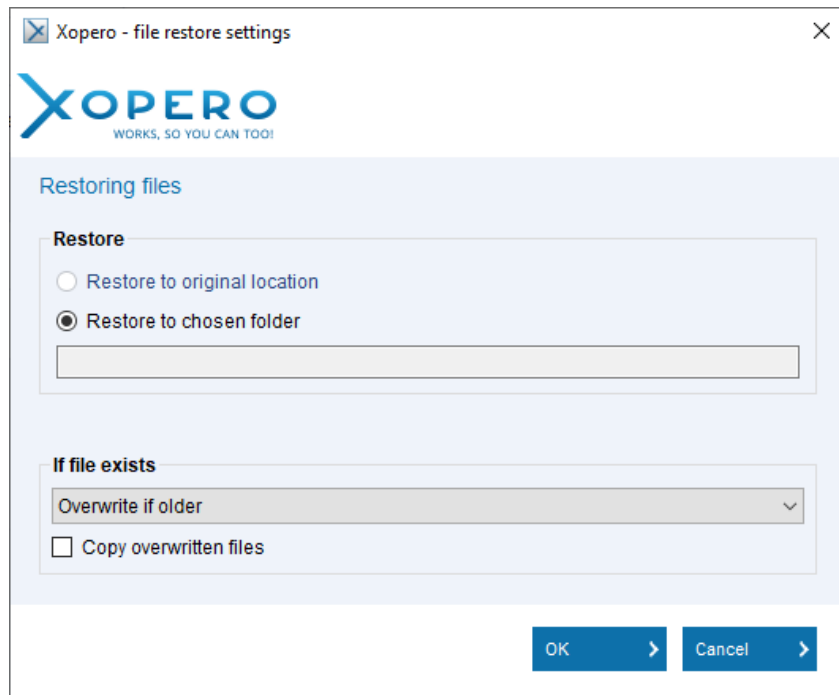 Xopero - file restore settings
XOPERO
WORKS, SO YOU CAN TOO!
Restoring files
Restore
Restore to original location
Restore to chosen folder
If file exists
Overwrite if older
Copy overwritten files
OK
Cancel